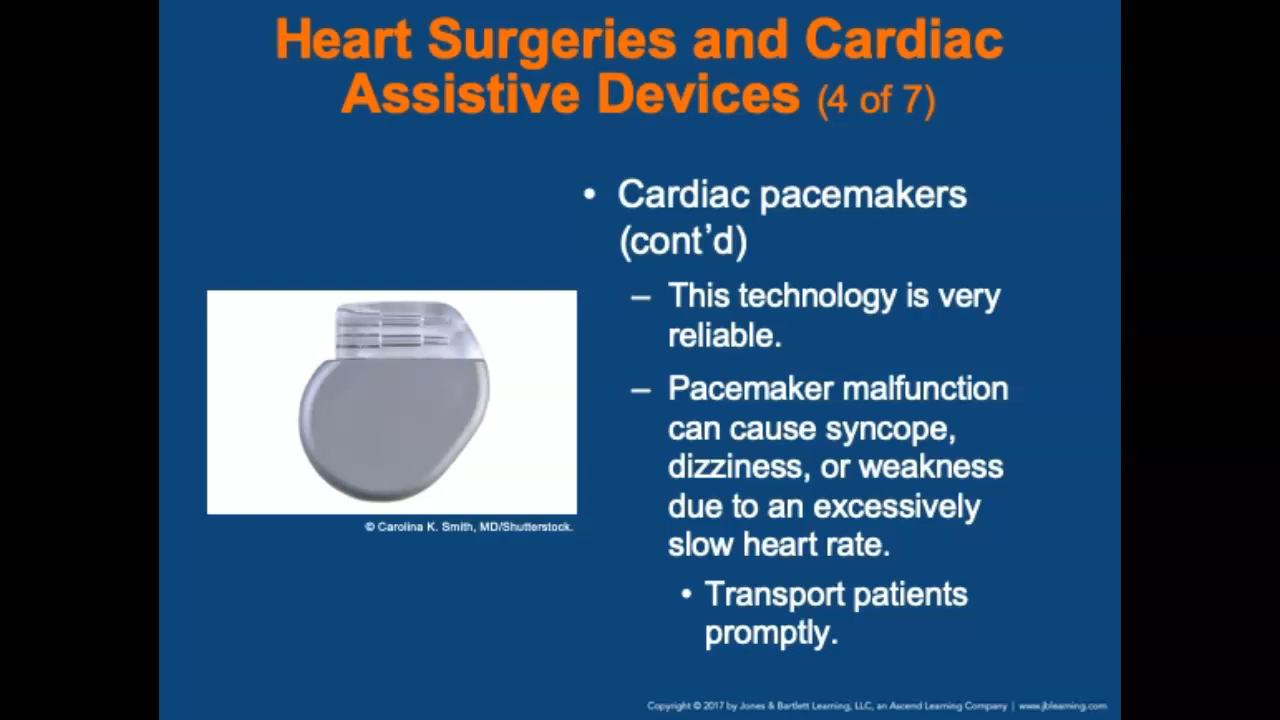 Heart Surgeries and Cardiac
Assistive Devices (4 of 7)
• Cardiac pacemakers
(cont’d)
– This technology is very
reliable.
– Pacemaker malfunction
can cause syncope,
dizziness, or weakness
due to an excessively
slow heart rate.
• Transport patients
promptly.
© Carolina K. Smith, MD/Shutterstock.
Copyright © 2017 by Jones & Bartlett Learning, LLC, an Ascend Learning Company | www.jblearning.com